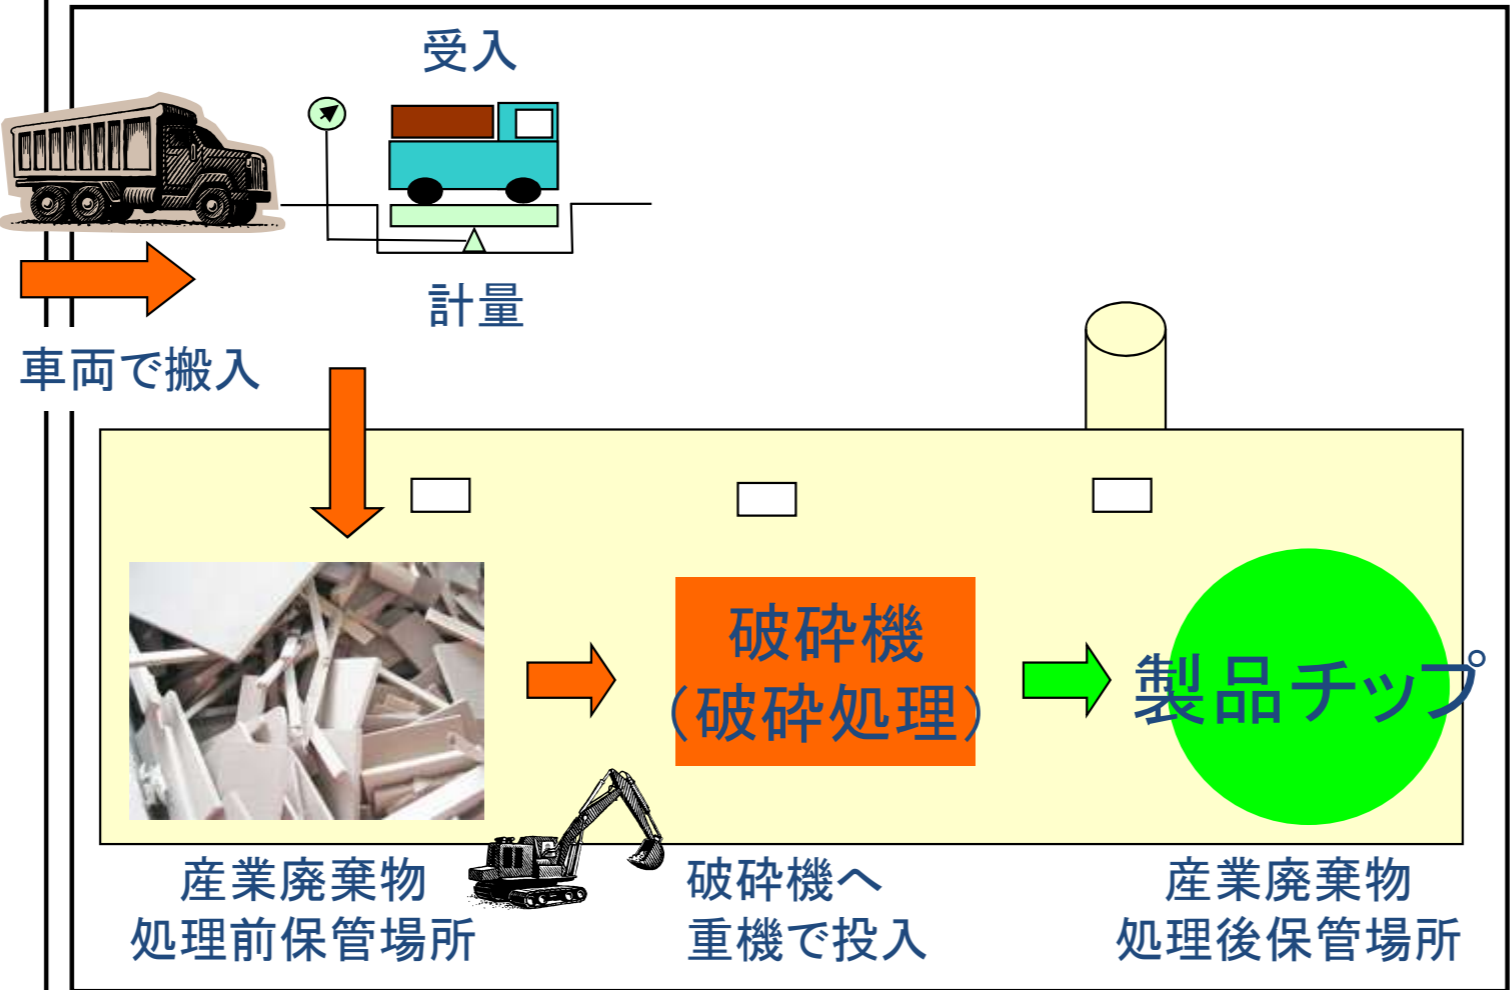 受入
計量
車両で搬入
破砕機
（破砕処理）
製品チップ
産業廃棄物
処理前保管場所
破砕機へ
重機で投入
産業廃棄物
処理後保管場所